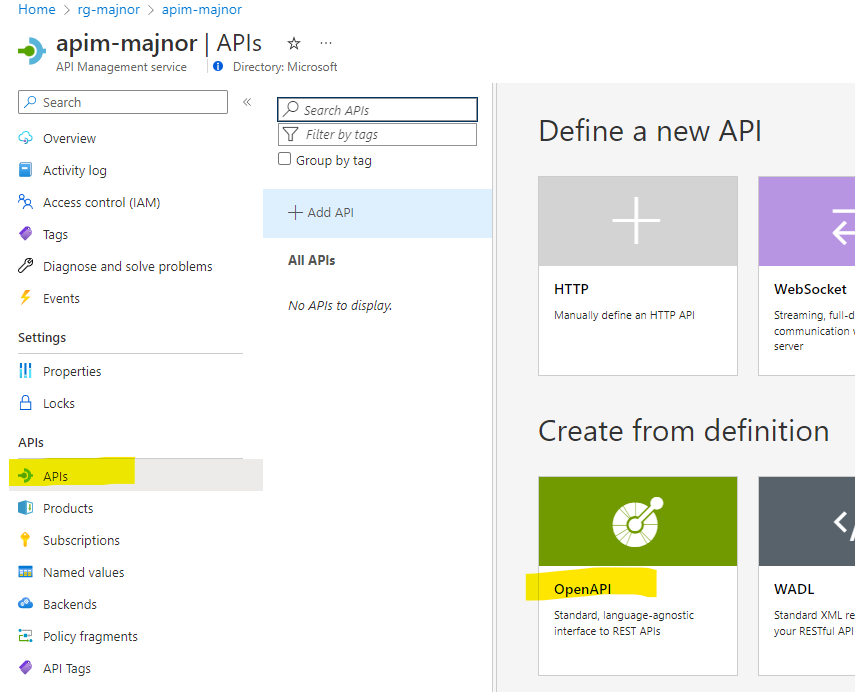 Home > rg-majnor > apim-majnor
apim-majnor | APIs ☆ ...
API Management service
Directory: Microsoft
Search
«
Overview
Activity log
Access control (IAM)
Tags
Diagnose and solve problems
Events
Settings
Properties
Locks
APIs
APIs
Products
Subscriptions
Named values
Backends
Policy fragments
API Tags
Search APIs
Filter by tags
Group by tag
+ Add API
All APIs
No APIs to display.
Define a new API
HTTP
Manually define an HTTP API
WebSocket
Streaming, full-d
communication
server
Create from definition
OpenAPI
Standard, language-agnostic
interface to REST APIs
WADL
Standard XML re
your RESTful API